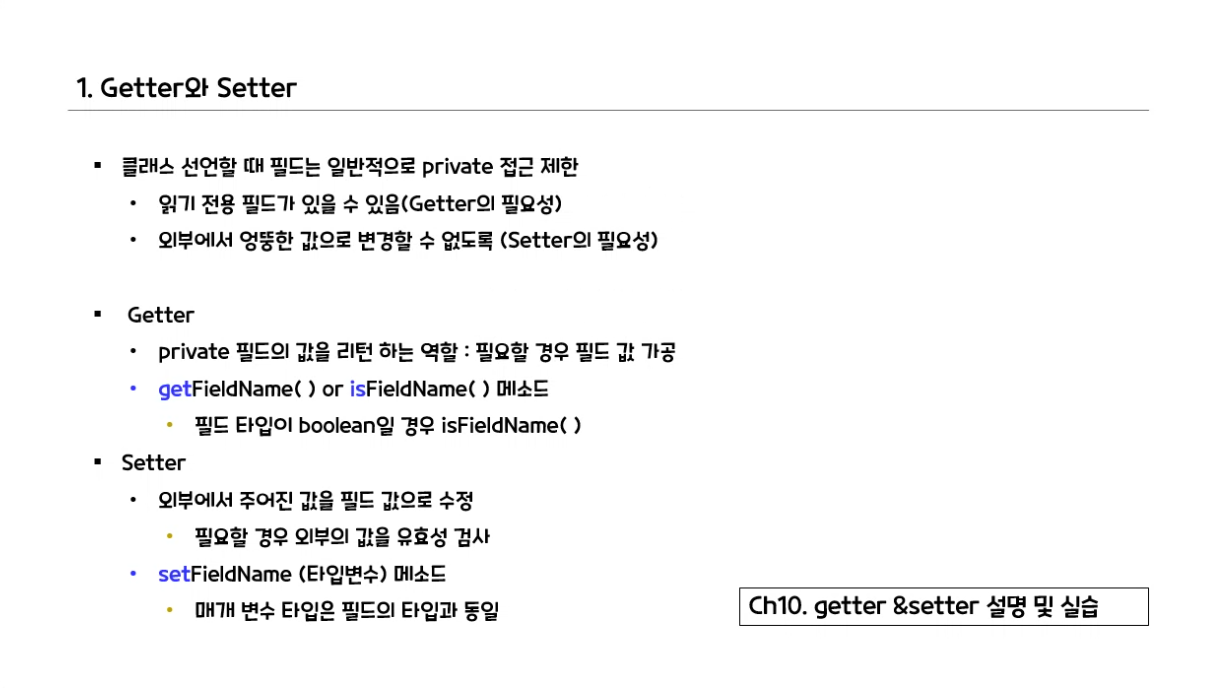 1. Getter와 Setter
▪ 클래스 선언할 때 필드는 일반적으로 private 접근 제한
• 읽기 전용 필드가 있을 수 있음(Getter의 필요성)
• 외부에서 엉뚱한 값으로 변경할 수 없도록 (Setter의 필요성)
▪ Getter
• private 필드의 값을 리턴 하는 역할 : 필요할 경우 필드 값 가공
• getFieldName( ) or isFieldName( ) 메소드
• 필드 타입이 boolean일 경우 isFieldName( )
▪ Setter
• 외부에서 주어진 값을 필드 값으로 수정
• 필요할 경우 외부의 값을 유효성 검사
• setFieldName (타입변수) 메소드
• 매개 변수 타입은 필드의 타입과 동일
Ch10. getter &setter 설명 및 실습